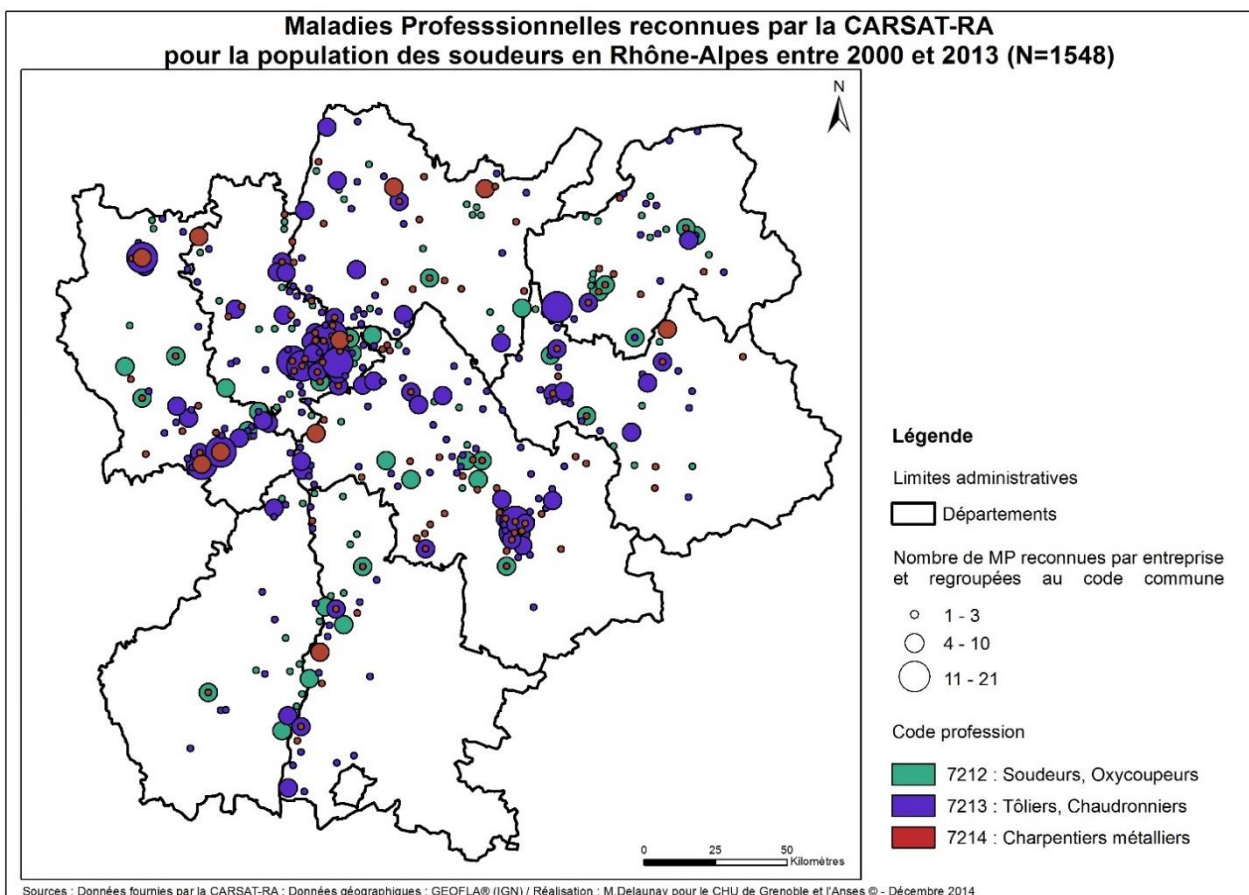 Maladies Professsionnelles reconnues par la CARSAT-RA
pour la population des soudeurs en Rhône-Alpes entre 2000 et 2013 (N=1548)
N
Légende
Limites administratives
Départements
Nombre de MP reconnues par entreprise
et regroupées au code commune
1 - 3
4 - 10
11 - 21
Code profession
7212 : Soudeurs, Oxycoupeurs
7213 : Tôliers, Chaudronniers
7214 : Charpentiers métalliers
0 25 50
Kilomètres
Sources : Données fournies par la CARSAT-RA ; Données géographiques : GEOFLA® (IGN) / Réalisation : M.Delaunay pour le CHU de Grenoble et l'Anses © - Décembre 2014